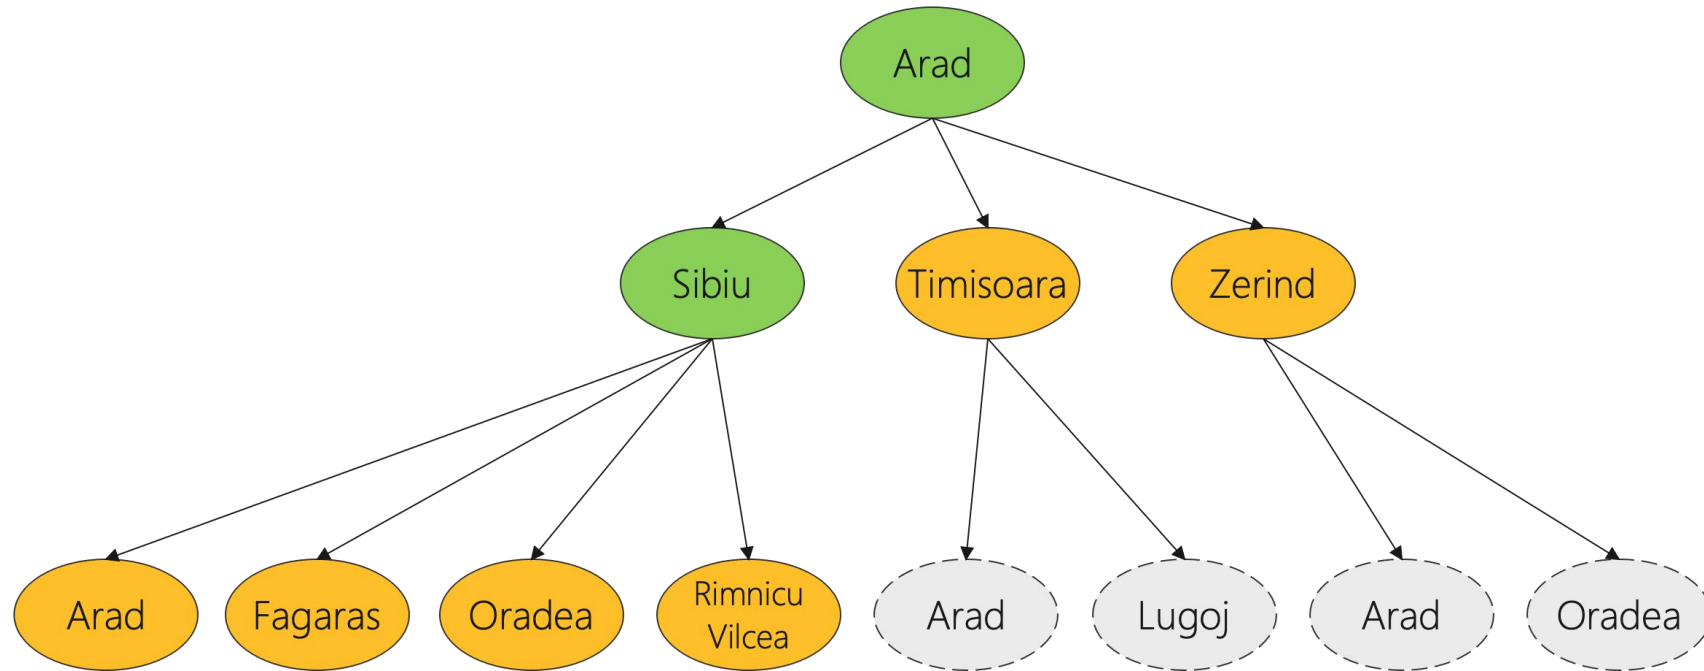 Arad
Sibiu
Timisoara
Zerind
Arad
Fagaras
Oradea
Rimnicu
Vilcea
Arad
Lugoj
Arad
Oradea